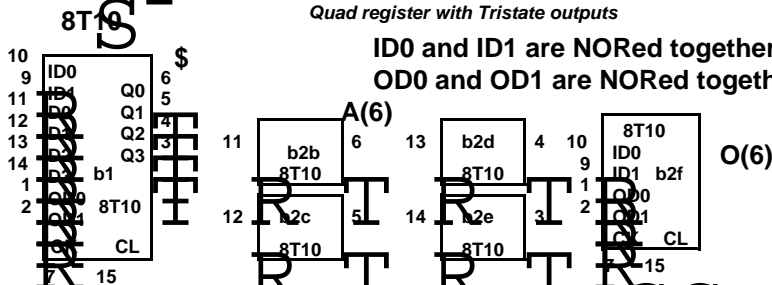 Quad register with Tristate outputs
8T10
S
ID0 and ID1 are NORed together
OD0 and OD1 are NORed togeth
$
10
9
11
12
13
14
1
2
ID0
ID1
Q0
Q1
Q2
Q3
b1
8T10
CL
6
5
4
3
7
15
A(6)
11
b2b
8T10
6
R
T
12
b2c
8T10
5
R
T
13
b2d
8T10
4
R
T
14
b2e
8T10
3
R
T
8T10
10
9
1
2
ID0
ID1
b2f
OD0
OD1
CK
CL
7
15
O(6)